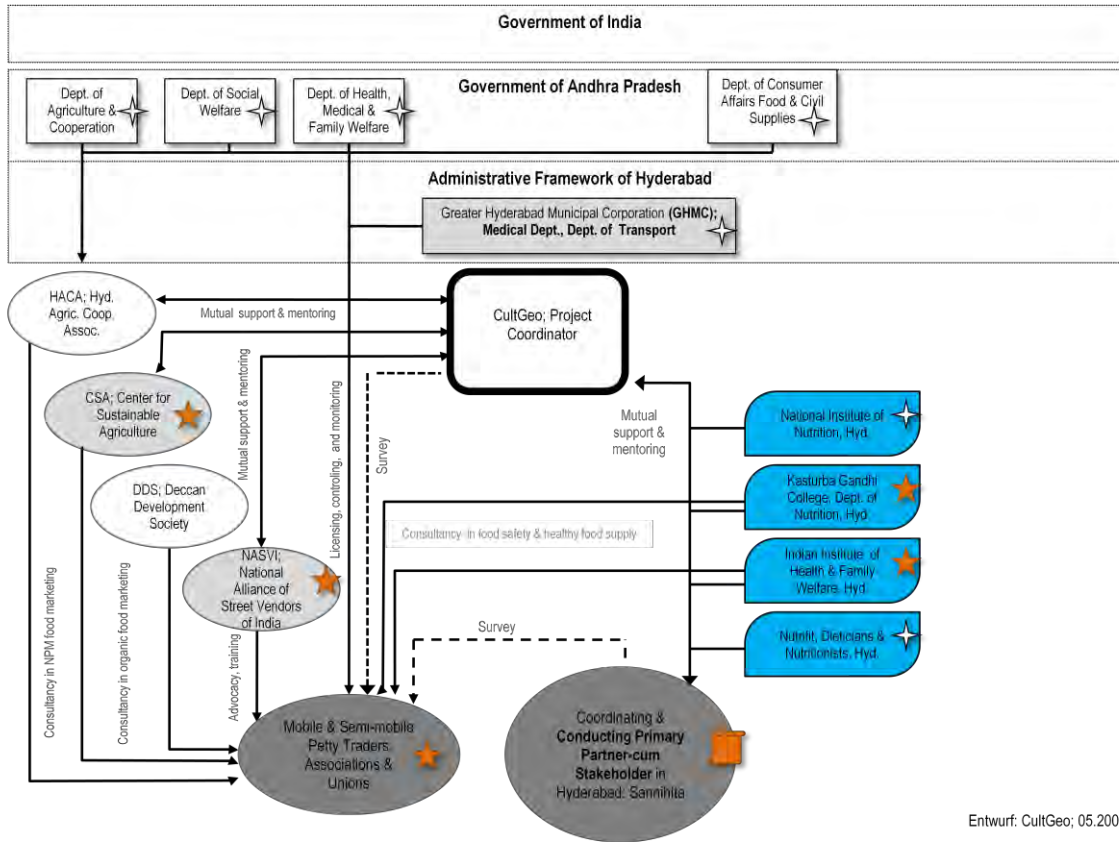 Government of India
Government of Andhra Pradesh
Dept. of
Agriculture &
Cooperation
Dept. of Social
Welfare
Dept. of Health,
Medical &
Family Welfare
Dept. of Consumer
Affairs Food & Civil
Supplies
Administrative Framework of Hyderabad
Greater Hyderabad Municipal Corporation (GHMC);
Medical Dept., Dept. of Transport
HACA; Hyd.
Agric. Coop.
Assoc.
Mutual support & mentoring
CultGeo; Project
Coordinator
CSA; Center for
Sustainable
Agriculture
DDS; Deccan
Development
Society
NASVI;
National
Alliance of
Street Vendors
of India
Mutual support & mentoring
Licensing, controling, and monitoring
Survey
Mutual
support &
mentoring
National Institute of
Nutrition, Hyd.
Kasturba Gandhi
College, Dept. of
Nutrition, Hyd.
Consultancy in food safety & healthy food supply
Indian Institute of
Health & Family
Welfare, Hyd.
Nutrifit, Dieticians &
Nutritionists, Hyd.
Consultancy in NPM food marketing
Consultancy in organic food marketing
Advocacy, training
Survey
Mobile & Semi-mobile
Petty Traders
Associations &
Unions
Coordinating &
Conducting Primary
Partner-cum
Stakeholder in
Hyderabad: Sannihita
Entwurf: CultGeo; 05.200